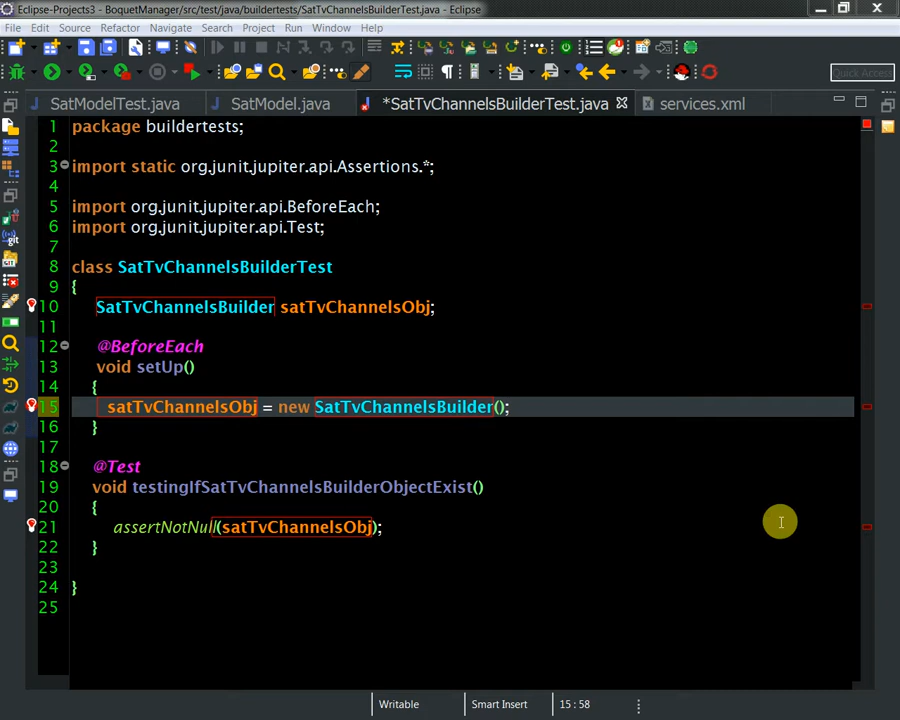 Eclipse-Projects3 - BoquetManager/src/test/java/buildertests/SatTvChannelsBuilderTest.java - Eclipse
File Edit Source Refactor Navigate Search Project Run Window Help
Quick Access
SatModelTest.java SatModel.java *SatTvChannelsBuilderTest.java services.xml
1 package buildertests;
2
3 import static org.junit.jupiter.api.Assertions.*;
4
5 import org.junit.jupiter.api.BeforeEach;
6 import org.junit.jupiter.api.Test;
7
8 class SatTvChannelsBuilderTest
9 {
10 SatTvChannelsBuilder satTvChannelsObj;
11
12 @BeforeEach
13 void setUp()
14 {
15 satTvChannelsObj = new SatTvChannelsBuilder();
16 }
17
18 @Test
19 void testingIfSatTvChannelsBuilderObjectExist()
20 {
21 assertNotNull(satTvChannelsObj);
22 }
23
24 }
25
Writable Smart Insert 15 : 58